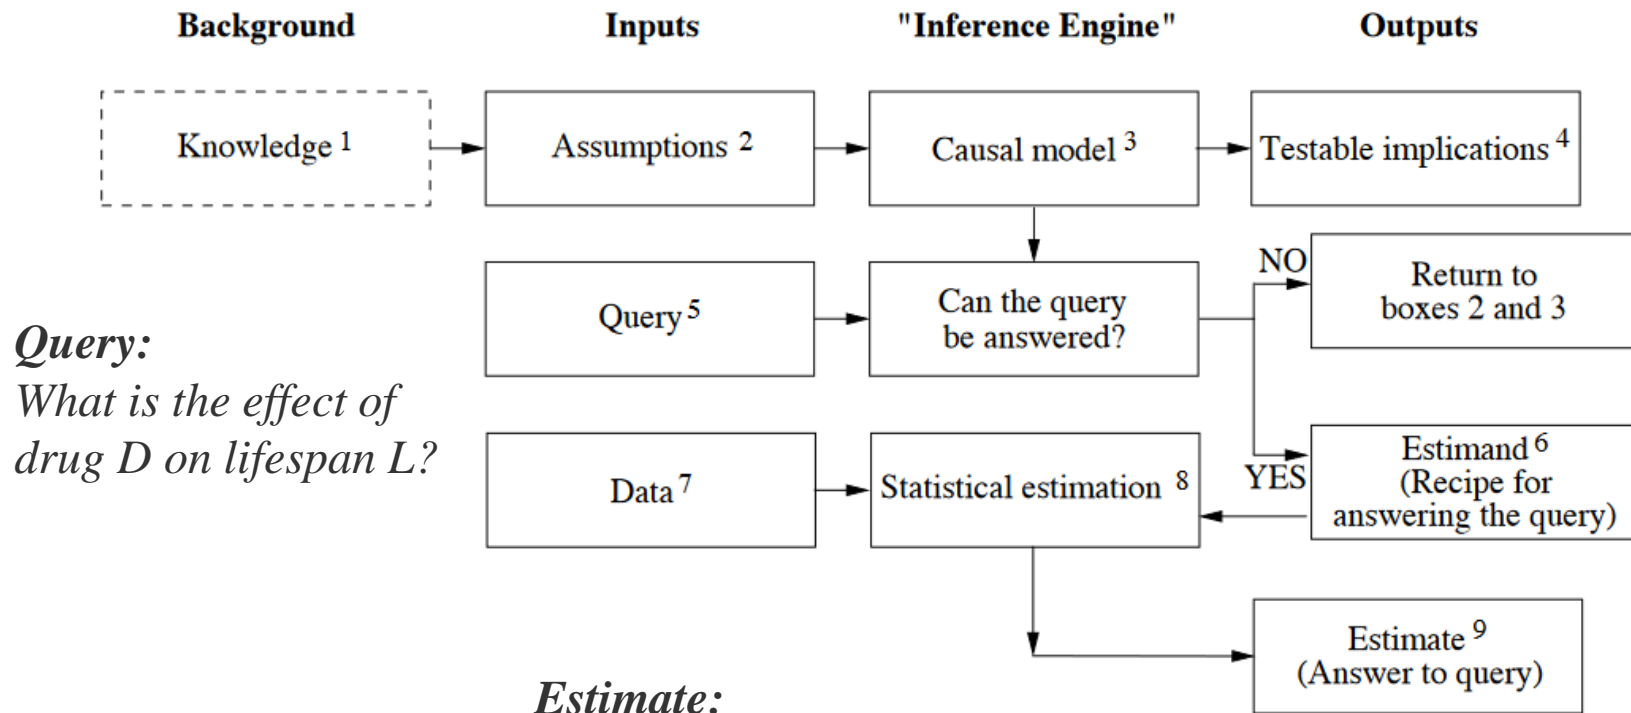 Background
Inputs
"Inference Engine"
Outputs
Knowledge 1
Assumptions 2
Causal model 3
Testable implications 4
Query 5
Can the query
be answered?
NO
Return to
boxes 2 and 3
Query:
What is the effect of
drug D on lifespan L?
Data 7
Statistical estimation 8
YES
Estimand 6
(Recipe for
answering the query)
Estimate 9
(Answer to query)
Estimate: